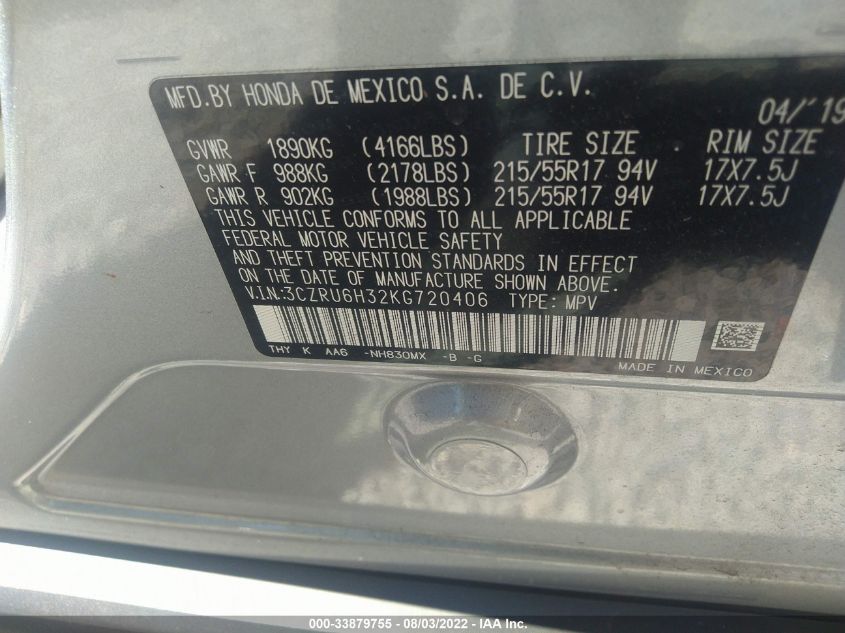 MFD. BY HONDA DE MEXICO S.A. DE C.V.
04/'19
GVWR 1890KG (4166LBS) TIRE SIZE RIM SIZE
GAWR F 988KG (2178LBS) 215/55R17 94V 17X7.5J
GAWR R 902KG (1988LBS) 215/55R17 94V 17X7.5J
THIS VEHICLE CONFORMS TO ALL APPLICABLE
FEDERAL MOTOR VEHICLE SAFETY
AND THEFT PREVENTION STANDARDS IN EFFECT
ON THE DATE OF MANUFACTURE SHOWN ABOVE.
V.I.N:3CZRU6H32KG720406 TYPE: MPV
THY K AA6 -NH830MX -B -G
MADE IN MEXICO
000-33879755 - 08/03/2022 - IAA Inc.